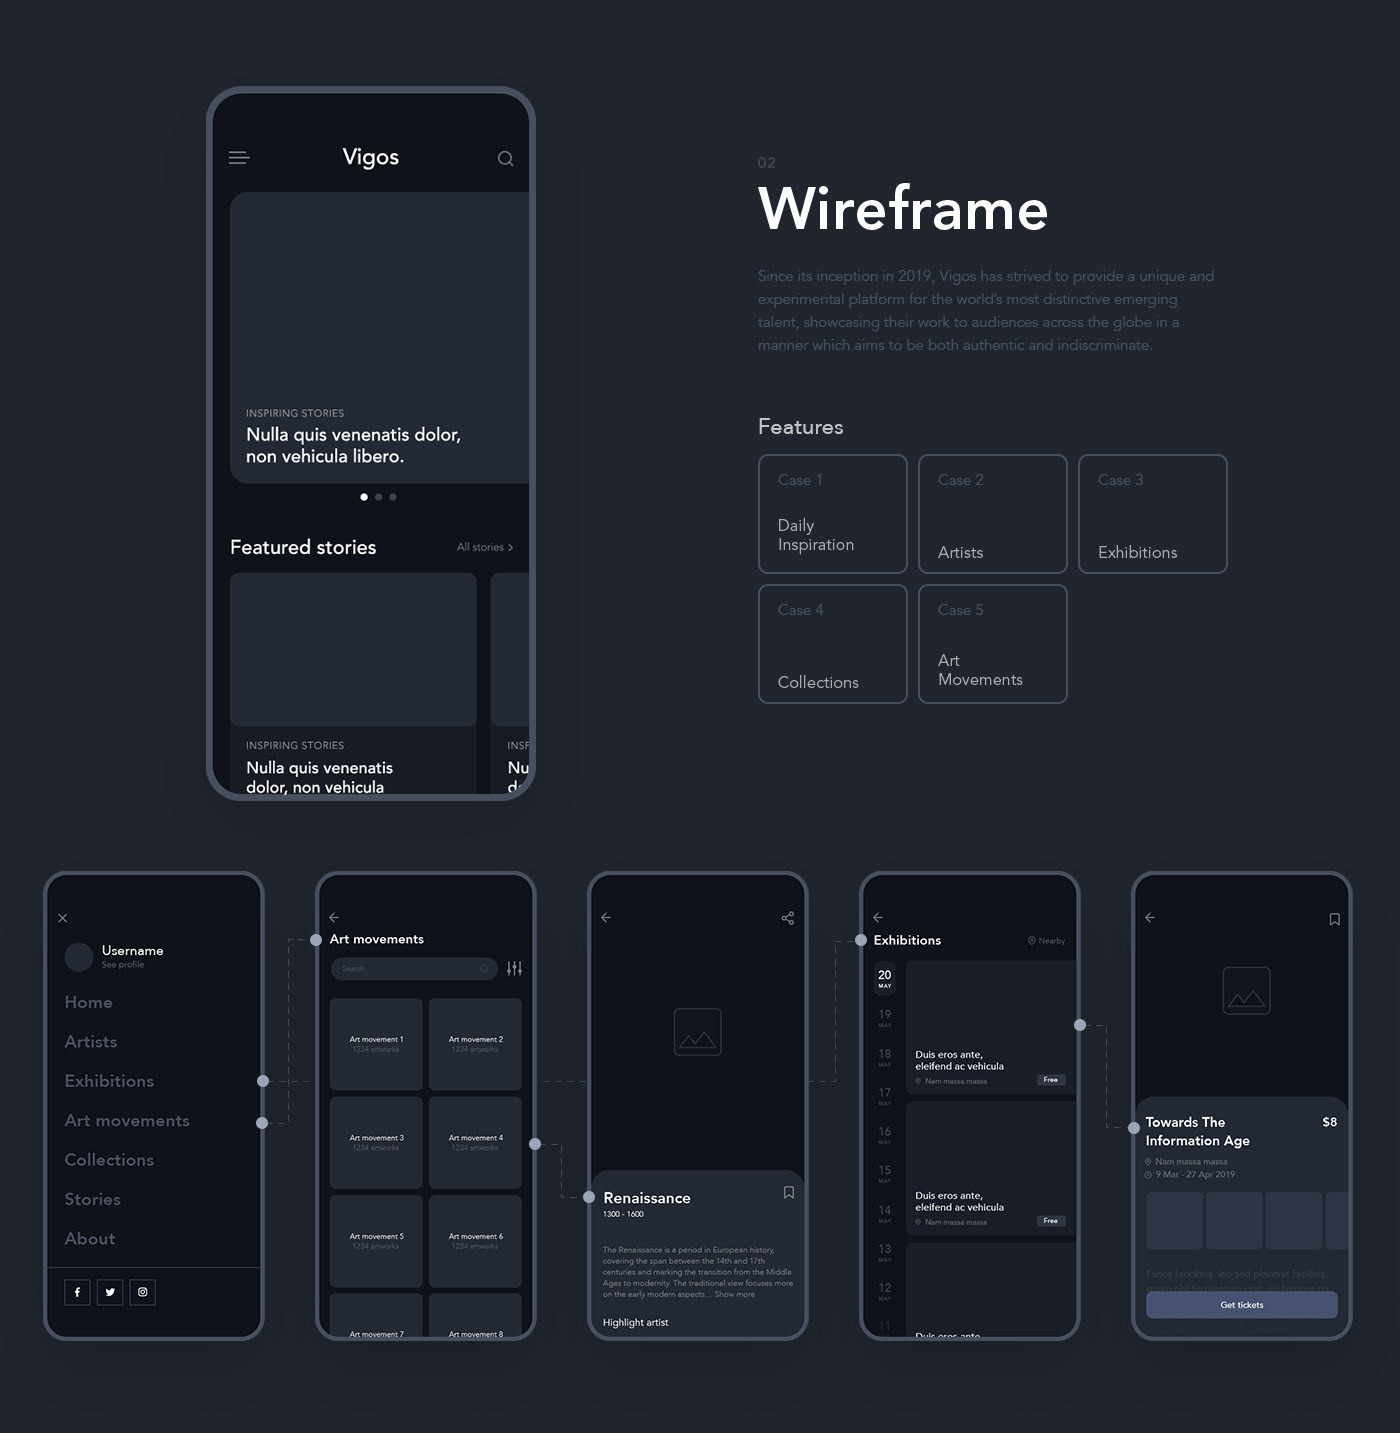 Vigos
INSPIRING STORIES
Nulla quis venenatis dolor,
non vehicula libero.
Featured stories
All stories
INSPIRING STORIES
Nulla quis venenatis
dolor, non vehicula
INSP
Nu
02
Wireframe
Since its inception in 2019, Vigos has strived to provide a unique and
experimental platform for the world's most distinctive emerging
talent, showcasing their work to audiences across the globe in a
manner which aims to be both authentic and indiscriminate.
Features
Case 1
Daily
Inspiration
Case 2
Artists
Case 3
Exhibitions
Case 4
Collections
Case 5
Art
Movements
Username
See profile
Home
Artists
Exhibitions
Art movements
Collections
Stories
About
Art movements
Search
Art movement 1
1234 artworks
Art movement 2
1234 artworks
Art movement 3
1234 artworks
Art movement 4
1234 artworks
Art movement 5
1234 artworks
Art movement 6
1234 artworks
Art movement 7
Art movement 8
Renaissance
1300 - 1600
The Renaissance is a period in European history,
covering the span between the 14th and 17th
centuries and marking the transition from the Middle
Ages to modernity. The traditional view focuses more
on the early modern aspects... Show more
Highlight artist
Exhibitions
Nearby
20
MAY
19
MAY
18
MAY
17
MAY
16
MAY
15
MAY
14
MAY
13
MAY
12
MAY
11
Duis eros ante,
eleifend ac vehicula
Nam massa massa
Free
Duis eros ante,
eleifend ac vehicula
Nam massa massa
Free
Duis eros ante,
Towards The
Information Age
$8
Nam massa massa
9 Mar - 27 Apr 2019
Fusce faucibus, leo sed placerat facilisis,
Get tickets